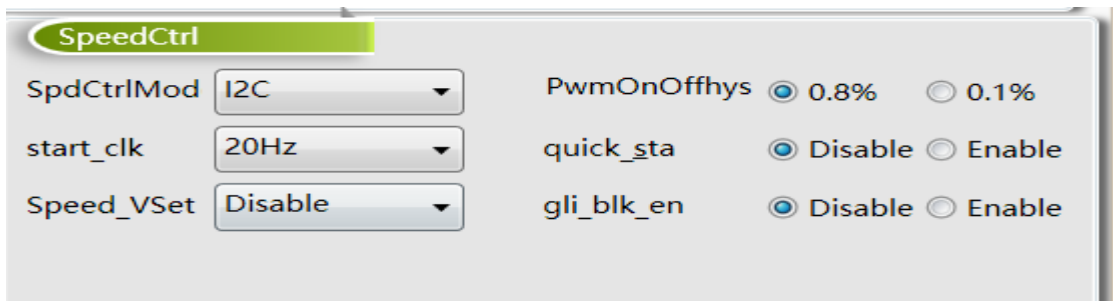 SpeedCtrl
SpdCtrlMod I2C PwmOnOffhys 0.8% 0.1%
start_clk 20Hz quick_sta Disable Enable
Speed_VSet Disable gli_blk_en Disable Enable